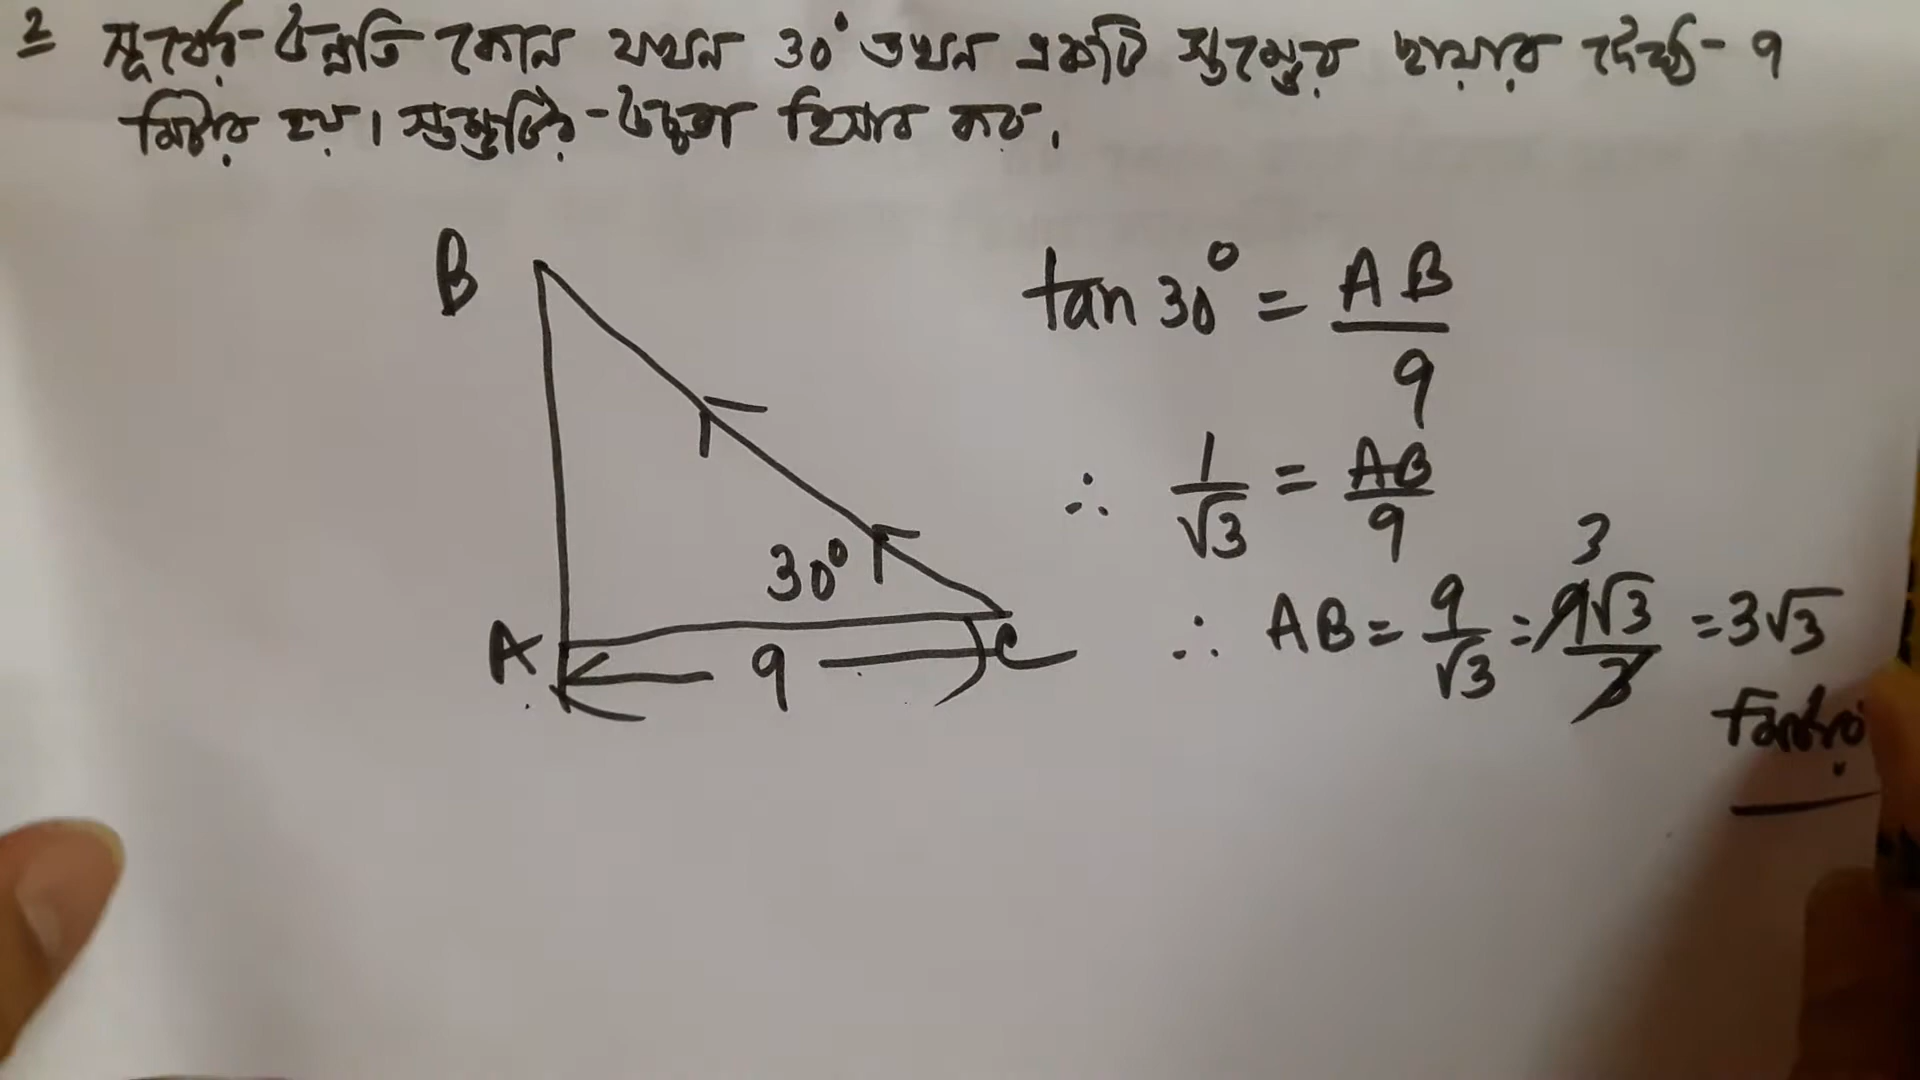 2 সূর্যের উন্নতি কোন যখন 30° তখন একটি স্তম্ভের ছায়ার দৈর্ঘ্য- 9
মিটার হয়। স্তম্ভটির উচ্চতা হিসাব কর.
B
tan 30° = AB/9
∴ 1/√3 = AB/9
30°
3
∴ AB = 9/√3 = 9√3/3 = 3√3
A 9 C
মিটার